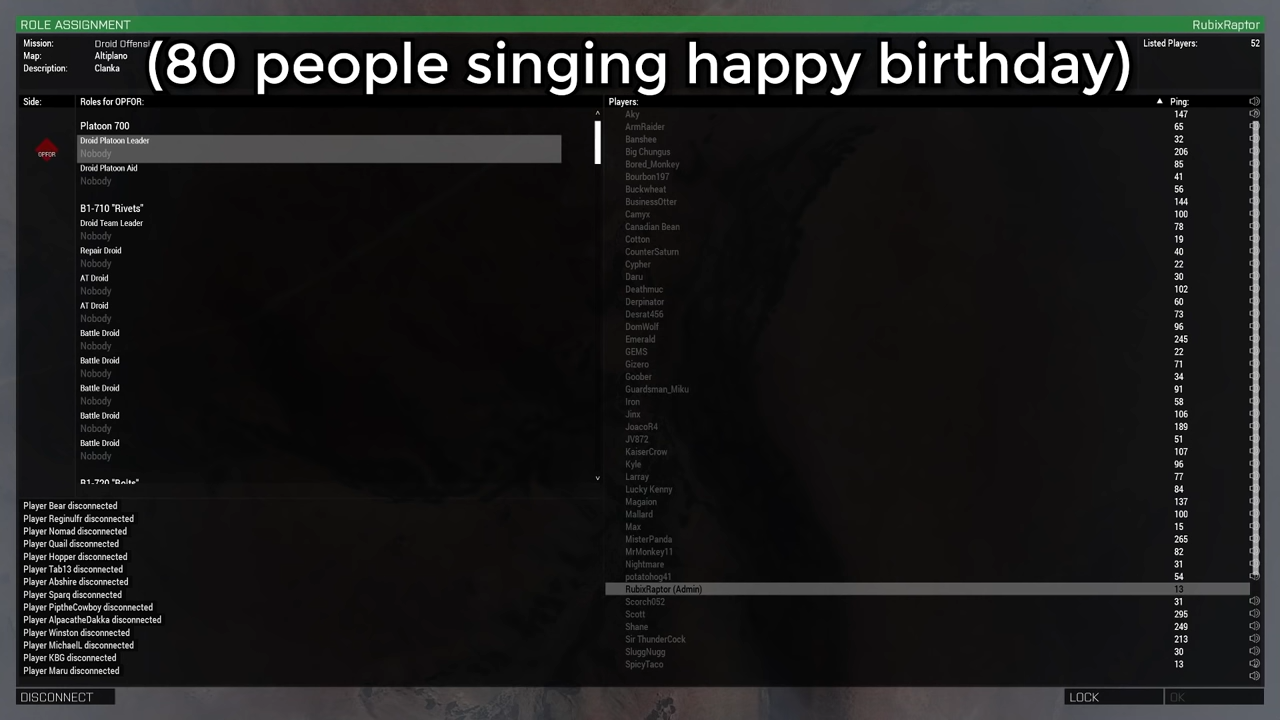 ROLE ASSIGNMENT
RubixRaptor
(80 people singing happy birthday)
Mission: Droid Offensi
Map: Altiplano
Description: Clanka
Listed Players: 52
Side:
Roles for OPFOR:
OPFOR
Platoon 700
Droid Platoon Leader
Nobody
Droid Platoon Aid
Nobody
B1-710 "Rivets"
Droid Team Leader
Nobody
Repair Droid
Nobody
AT Droid
Nobody
AT Droid
Nobody
Battle Droid
Nobody
Battle Droid
Nobody
Battle Droid
Nobody
Battle Droid
Nobody
Battle Droid
Nobody
B1-720 "Bolts"
Player Bear disconnected
Player Reginulfr disconnected
Player Nomad disconnected
Player Quail disconnected
Player Hopper disconnected
Player Tab13 disconnected
Player Abshire disconnected
Player Sparq disconnected
Player PiptheCowboy disconnected
Player AlpacatheDakka disconnected
Player Winston disconnected
Player MichaelL disconnected
Player KBG disconnected
Player Maru disconnected
Players: Ping:
Aky 147
ArmRaider 65
Banshee 32
Big Chungus 206
Bored_Monkey 85
Bourbon197 41
Buckwheat 56
BusinessOtter 144
Camyx 100
Canadian Bean 78
Cotton 19
CounterSaturn 40
Cypher 22
Daru 30
Deathmuc 102
Derpinator 60
Desrat456 73
DomWolf 96
Emerald 245
GEMS 22
Gizero 71
Goober 34
Guardsman_Miku 91
Iron 58
Jinx 106
JoacoR4 189
JV872 51
KaiserCrow 107
Kyle 96
Larray 77
Lucky Kenny 84
Magaion 137
Mallard 100
Max 15
MisterPanda 265
MrMonkey11 82
Nightmare 31
potatohog41 54
RubixRaptor (Admin) 13
Scorch052 31
Scott 295
Shane 249
Sir ThunderCock 213
SluggNugg 30
SpicyTaco 13
DISCONNECT
LOCK
OK